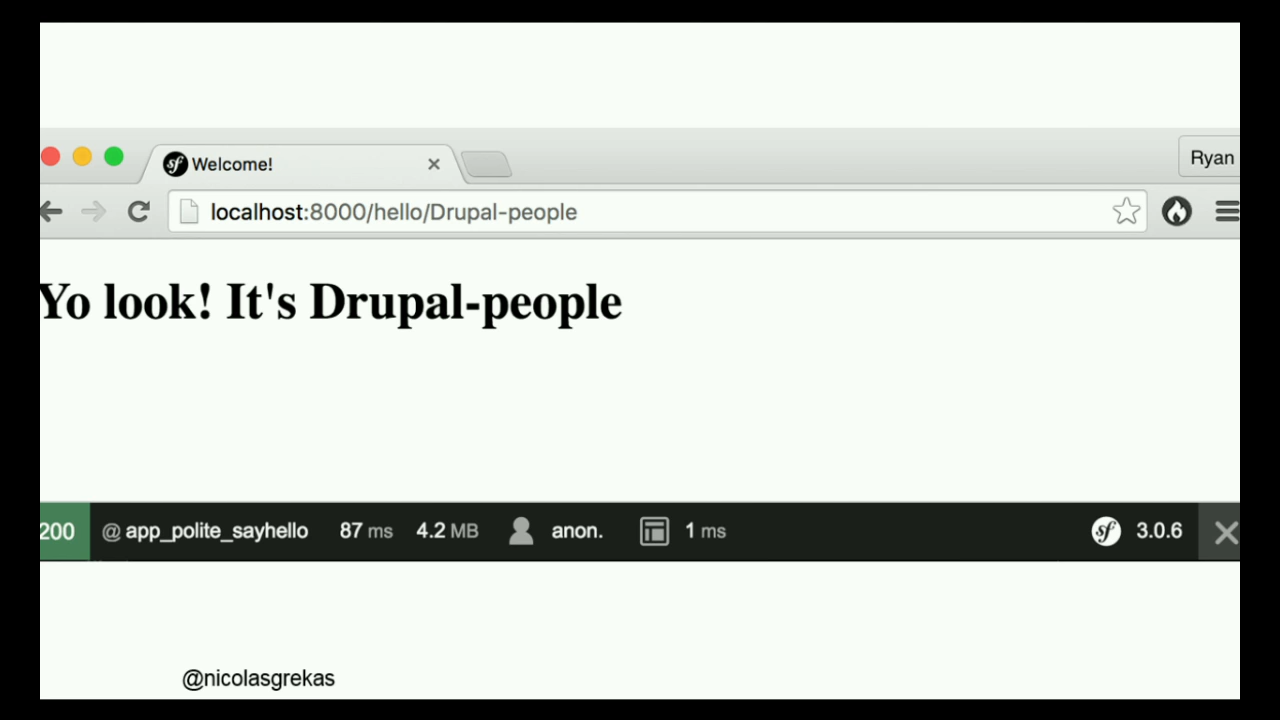 Welcome!
Ryan
localhost:8000/hello/Drupal-people
Yo look! It's Drupal-people
200 @ app_polite_sayhello 87 ms 4.2 MB anon. 1 ms sf 3.0.6
@nicolasgrekas